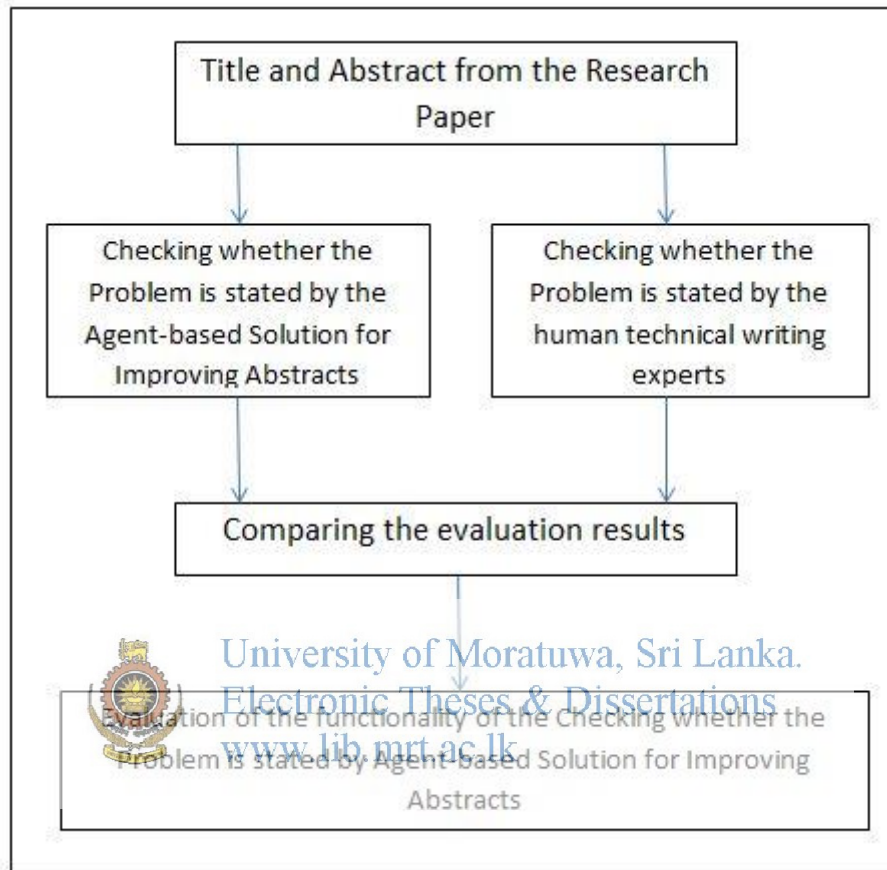 Title and Abstract from the Research
Paper
Checking whether the
Problem is stated by the
Agent-based Solution for
Improving Abstracts
Checking whether the
Problem is stated by the
human technical writing
experts
Comparing the evaluation results
University of Moratuwa, Sri Lanka.
Electronic Theses & Dissertations
www.lib.mrt.ac.lk
Evaluation of the functionality of the Checking whether the
Problem is stated by Agent-based Solution for Improving
Abstracts